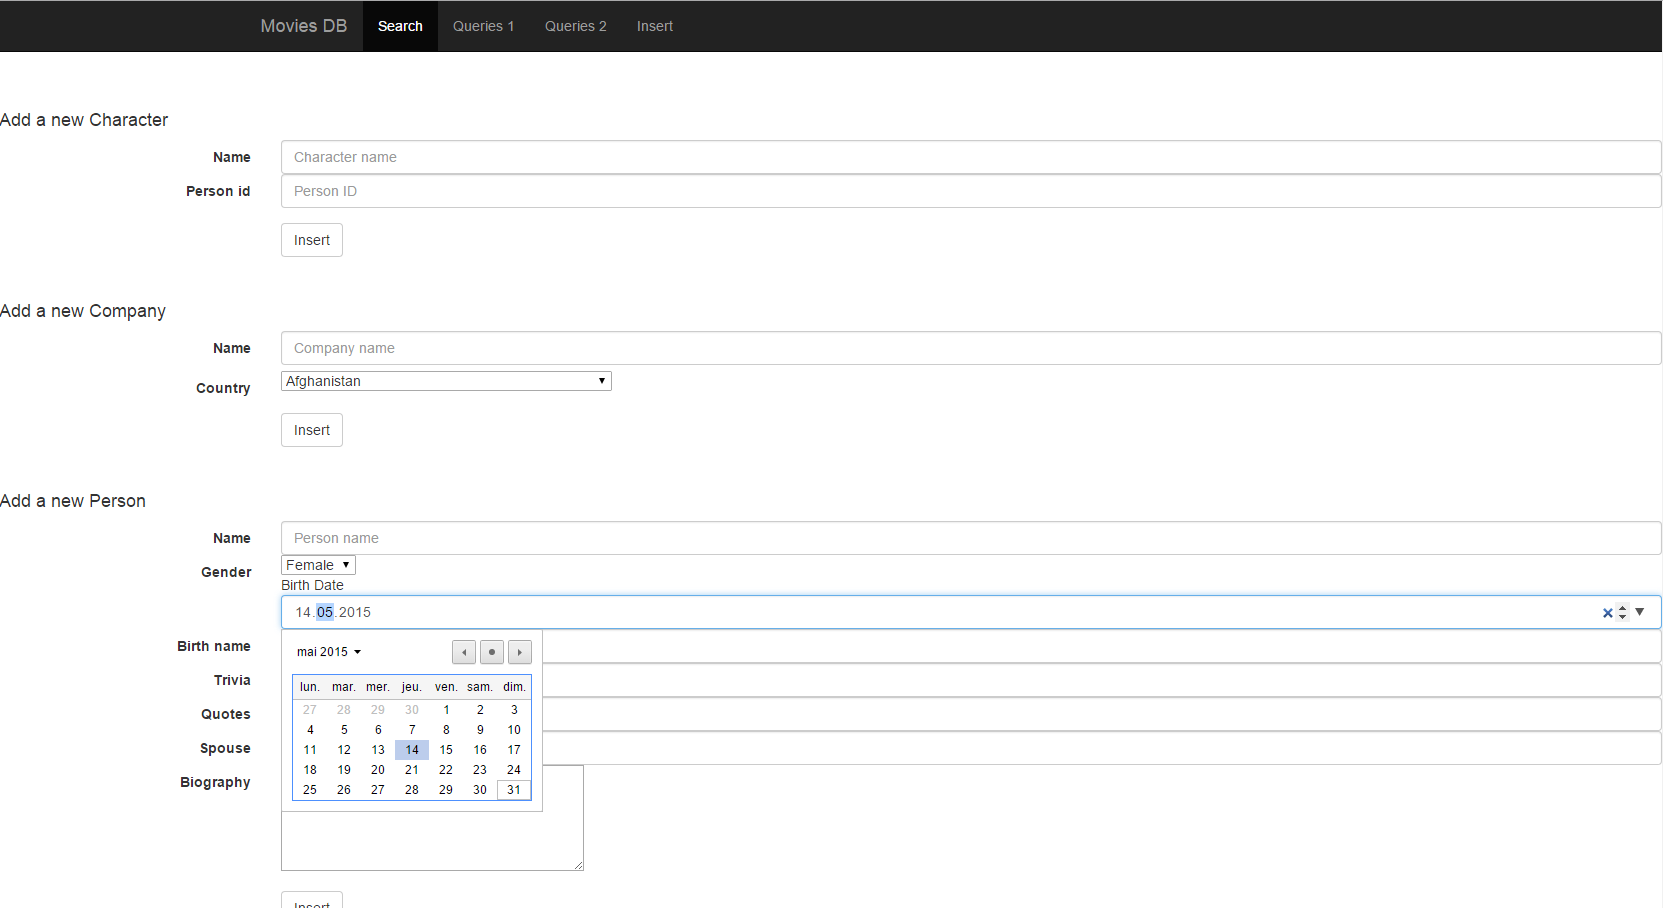 Movies DB Search Queries 1 Queries 2 Insert
Add a new Character
Name Character name
Person id Person ID
Insert
Add a new Company
Name Company name
Country Afghanistan
Insert
Add a new Person
Name Person name
Gender Female
Birth Date
14.05.2015
Birth name
Trivia
Quotes
Spouse
Biography
mai 2015
lun. mar. mer. jeu. ven. sam. dim.
27 28 29 30 1 2 3
4 5 6 7 8 9 10
11 12 13 14 15 16 17
18 19 20 21 22 23 24
25 26 27 28 29 30 31
Insert